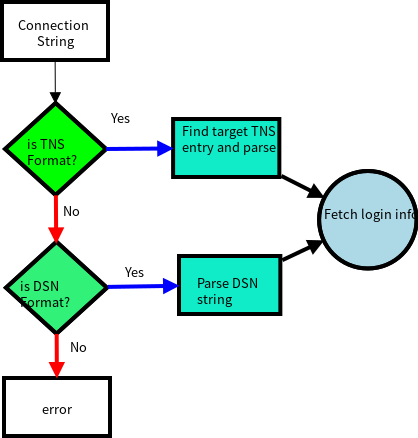 Connection
String
Yes
is TNS
Format?
Find target TNS
entry and parse
No
Fetch login info
Yes
is DSN
Format?
Parse DSN
string
No
error